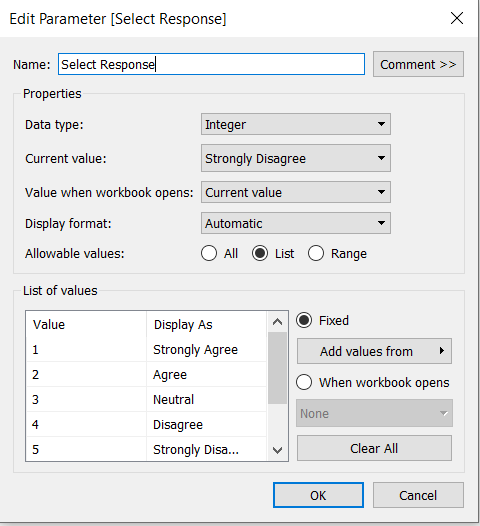 Edit Parameter [Select Response]
Name: Select Response Comment >>
Properties
Data type: Integer
Current value: Strongly Disagree
Value when workbook opens: Current value
Display format: Automatic
Allowable values: All List Range
List of values
Value Display As
1 Strongly Agree
2 Agree
3 Neutral
4 Disagree
5 Strongly Disa...
Fixed
Add values from
When workbook opens
None
Clear All
OK Cancel